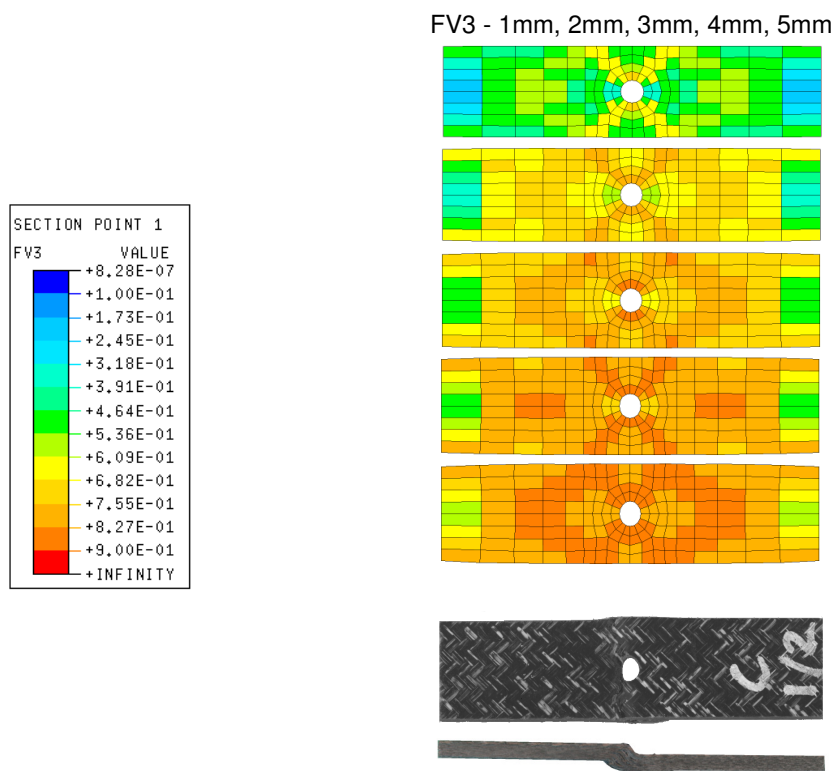 FV3 - 1mm, 2mm, 3mm, 4mm, 5mm
SECTION POINT 1
FV3 VALUE
+8.28E-07
+1.00E-01
+1.73E-01
+2.45E-01
+3.18E-01
+3.91E-01
+4.64E-01
+5.36E-01
+6.09E-01
+6.82E-01
+7.55E-01
+8.27E-01
+9.00E-01
+INFINITY
C
1/2